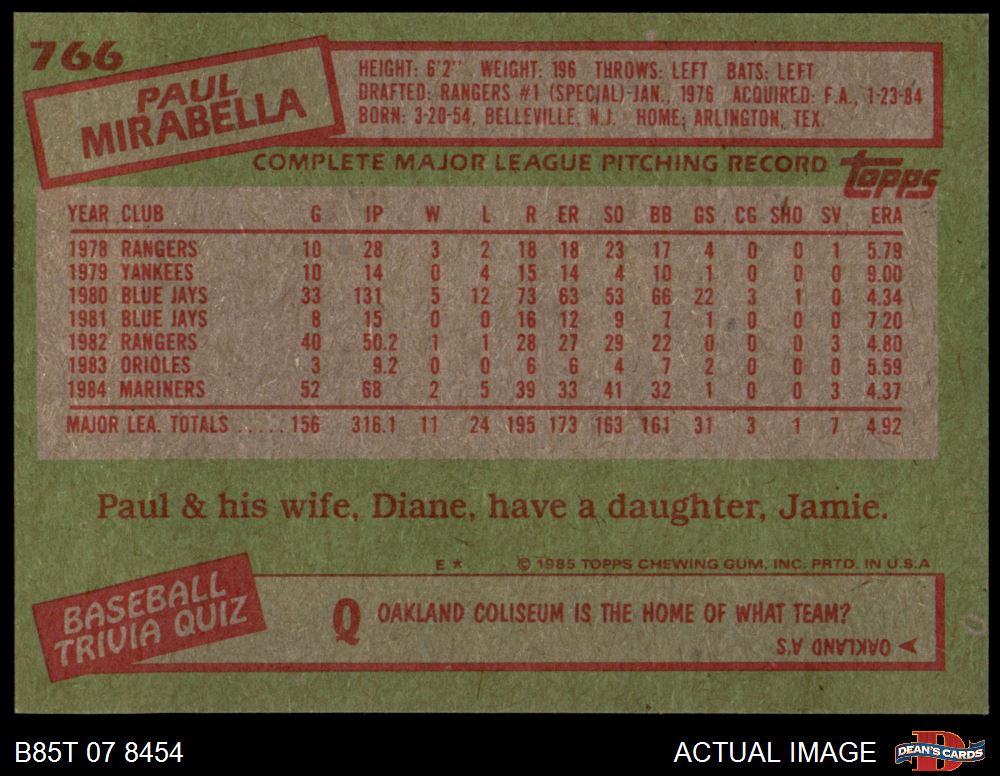 766
PAUL
MIRABELLA
HEIGHT: 6'2" WEIGHT: 196 THROWS: LEFT BATS: LEFT
DRAFTED: RANGERS #1 (SPECIAL)-JAN., 1976 ACQUIRED: F.A., 1-23-84
BORN: 3-20-54, BELLEVILLE, N.J. HOME: ARLINGTON, TEX.
COMPLETE MAJOR LEAGUE PITCHING RECORD
topps
YEAR CLUB G IP W L R ER SO BB GS CG SHO SV ERA
1978 RANGERS 10 28 3 2 18 18 23 17 4 0 0 1 5.79
1979 YANKEES 10 14 0 4 15 14 4 10 1 0 0 0 9.00
1980 BLUE JAYS 33 131 5 12 73 63 53 66 22 3 1 0 4.34
1981 BLUE JAYS 8 15 0 0 16 12 9 7 1 0 0 0 7.20
1982 RANGERS 40 50.2 1 1 28 27 29 22 0 0 0 3 4.80
1983 ORIOLES 3 9.2 0 0 6 6 4 7 2 0 0 0 5.59
1984 MARINERS 52 68 2 5 39 33 41 32 1 0 0 3 4.37
MAJOR LEA. TOTALS ..... 156 316.1 11 24 195 173 163 161 31 3 1 7 4.92
Paul & his wife, Diane, have a daughter, Jamie.
E * © 1985 TOPPS CHEWING GUM, INC. PRTD. IN U.S.A
BASEBALL
TRIVIA QUIZ
Q OAKLAND COLISEUM IS THE HOME OF WHAT TEAM?
OAKLAND A'S
B85T 07 8454
ACTUAL IMAGE
DEAN'S CARDS